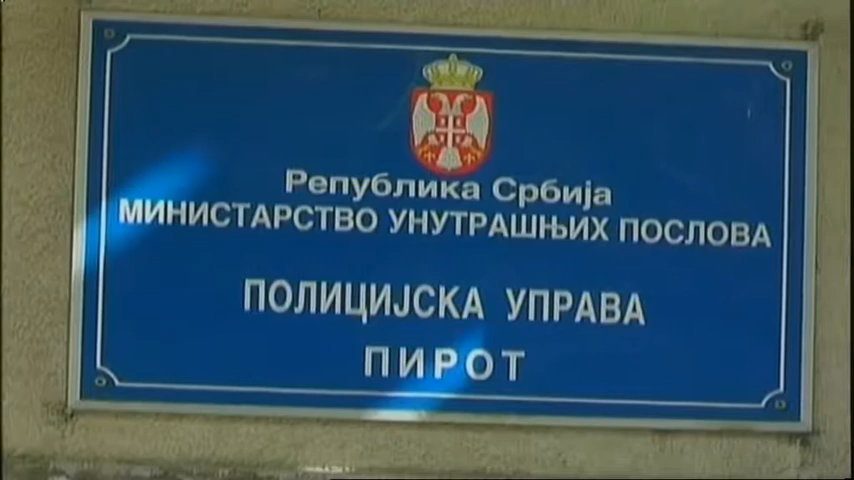 Република Србија
МИНИСТАРСТВО УНУТРАШЊИХ ПОСЛОВА
ПОЛИЦИЈСКА УПРАВА
ПИРОТ